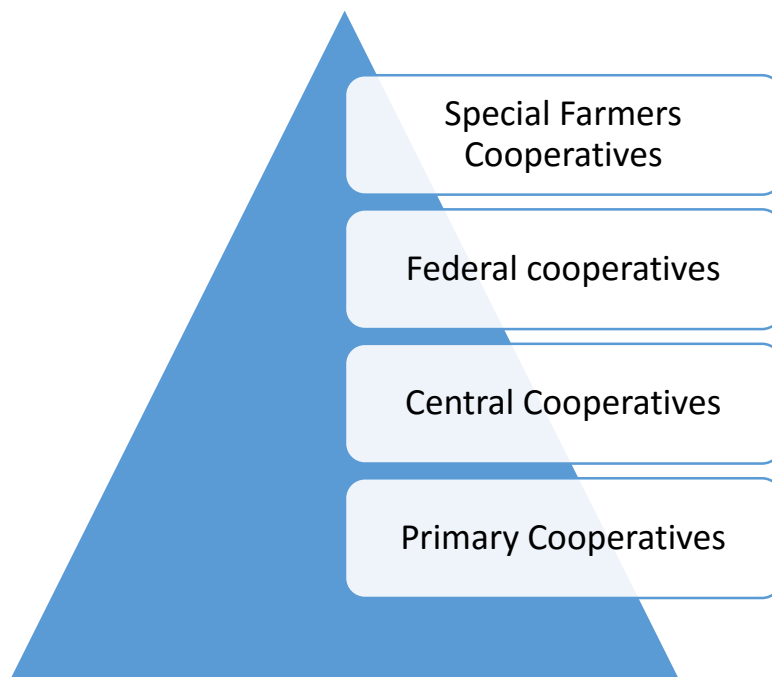 Special Farmers
Cooperatives
Federal cooperatives
Central Cooperatives
Primary Cooperatives